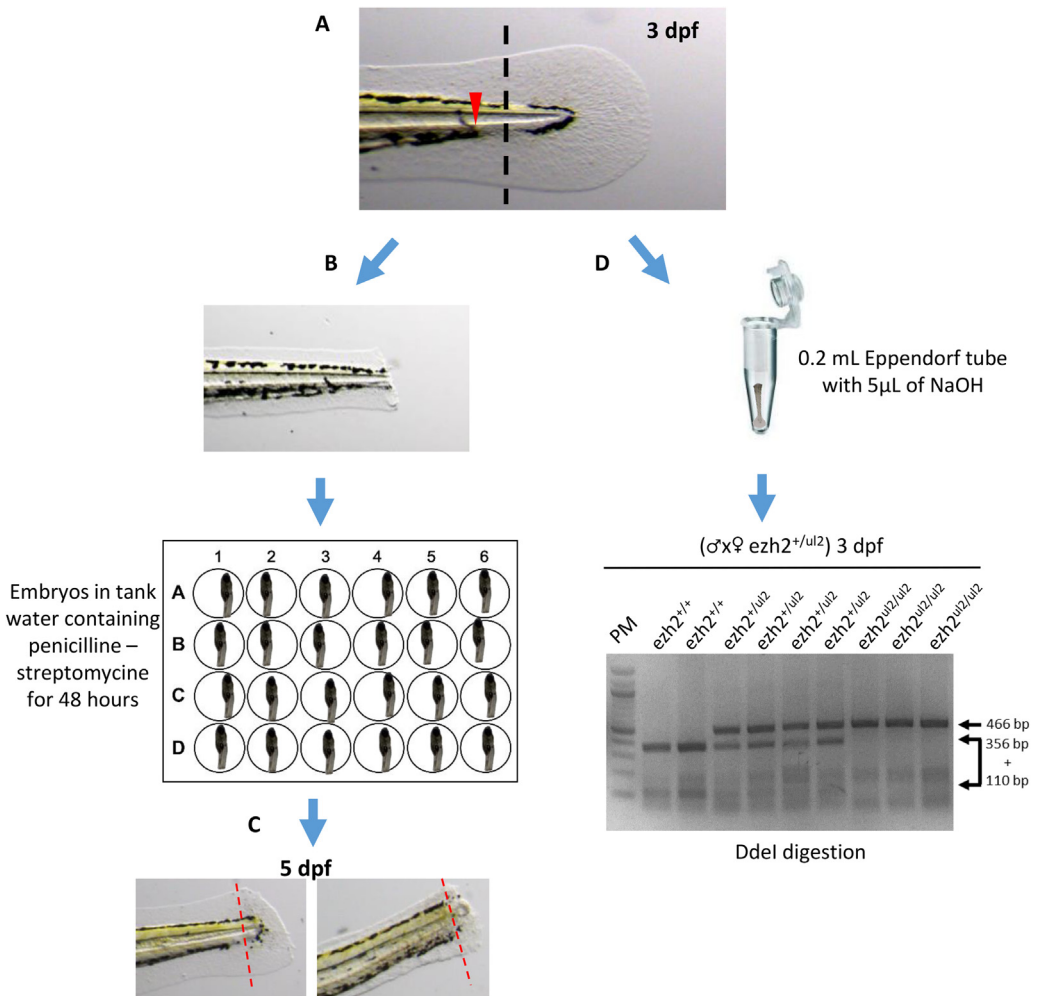 A
3 dpf
B
D
0.2 mL Eppendorf tube
with 5µL of NaOH
Embryos in tank
water containing
penicilline –
streptomycine
for 48 hours
1 2 3 4 5 6
A
B
C
D
(♂x♀ ezh2+/ul2) 3 dpf
PM ezh2+/+ ezh2+/+ ezh2+/ul2 ezh2+/ul2 ezh2+/ul2 ezh2+/ul2 ezh2ul2/ul2 ezh2ul2/ul2 ezh2ul2/ul2
466 bp
356 bp
+
110 bp
DdeI digestion
C
5 dpf